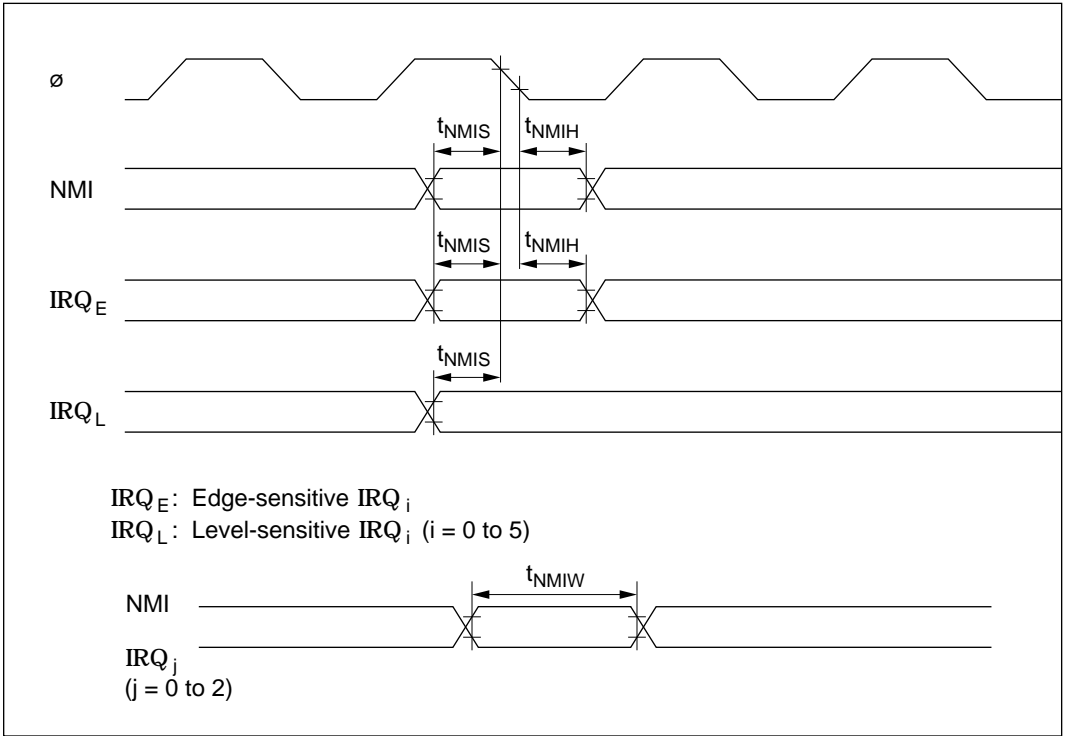 ø
tNMIS tNMIH
NMI
tNMIS tNMIH
IRQE
tNMIS
IRQL
IRQE: Edge-sensitive IRQi
IRQL: Level-sensitive IRQi (i = 0 to 5)
tNMIW
NMI
IRQj
(j = 0 to 2)